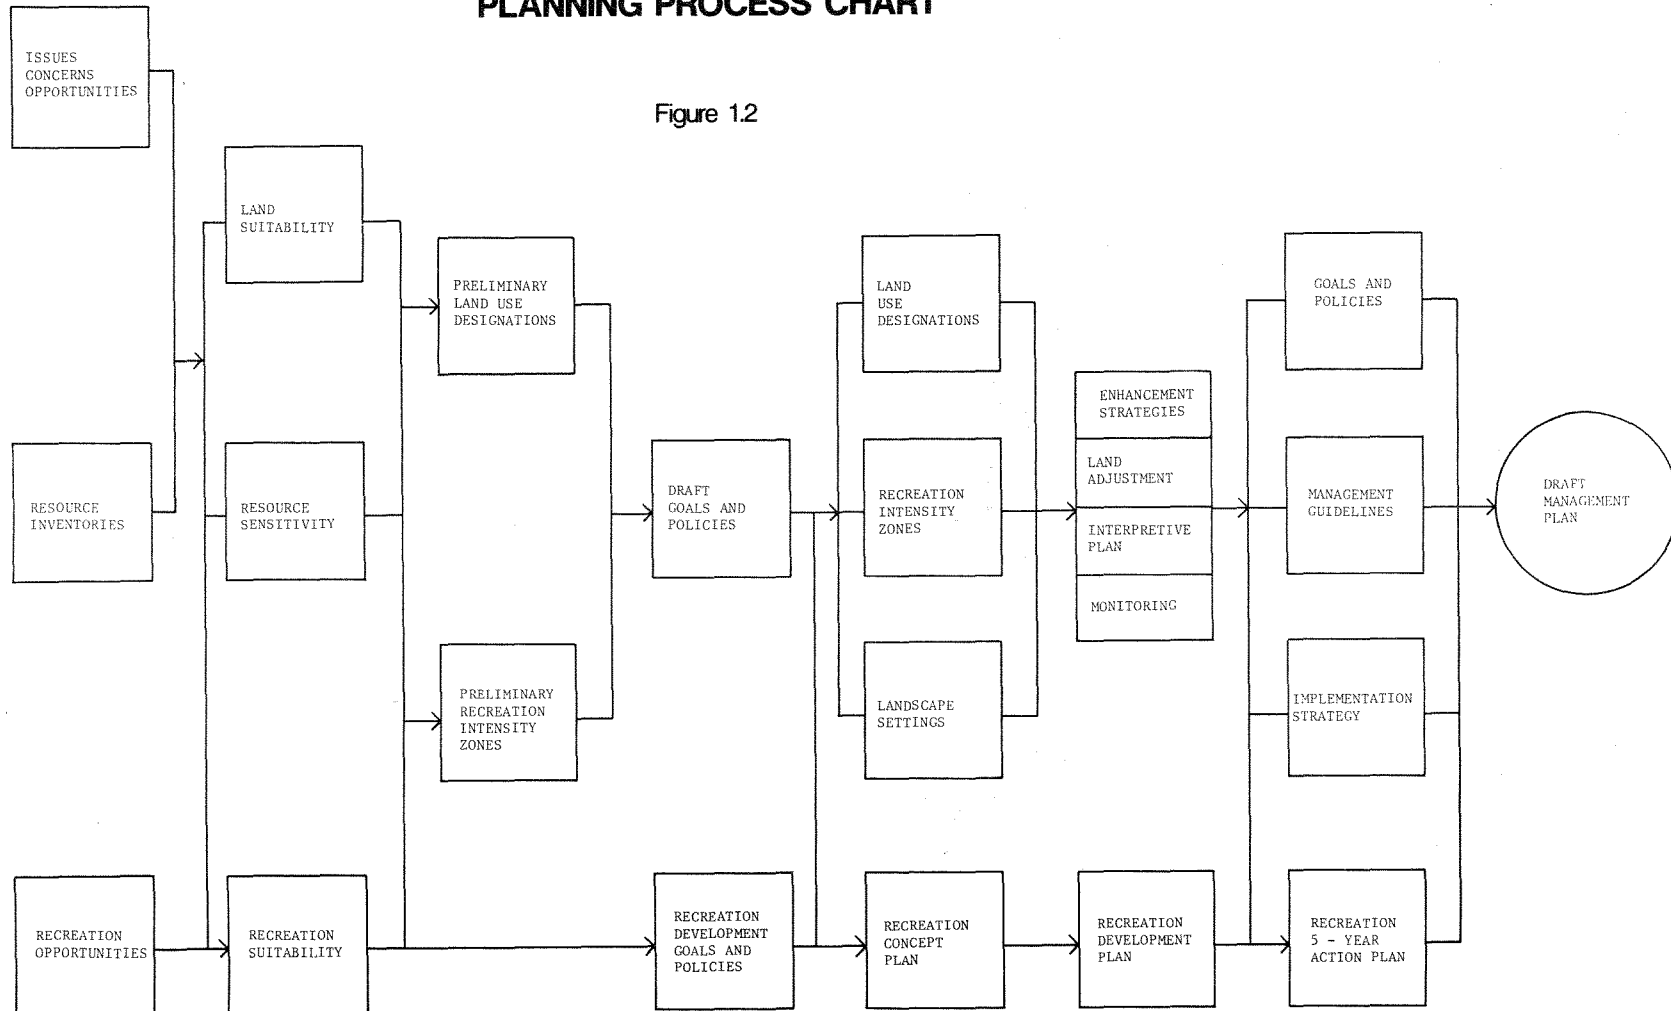 PLANNING PROCESS CHART
Figure 1.2
ISSUES
CONCERNS
OPPORTUNITIES
RESOURCE
INVENTORIES
RECREATION
OPPORTUNITIES
LAND
SUITABILITY
RESOURCE
SENSITIVITY
RECREATION
SUITABILITY
PRELIMINARY
LAND USE
DESIGNATIONS
PRELIMINARY
RECREATION
INTENSITY
ZONES
DRAFT
GOALS AND
POLICIES
RECREATION
DEVELOPMENT
GOALS AND
POLICIES
LAND
USE
DESIGNATIONS
RECREATION
INTENSITY
ZONES
LANDSCAPE
SETTINGS
RECREATION
CONCEPT
PLAN
ENHANCEMENT
STRATEGIES
LAND
ADJUSTMENT
INTERPRETIVE
PLAN
MONITORING
RECREATION
DEVELOPMENT
PLAN
GOALS AND
POLICIES
MANAGEMENT
GUIDELINES
IMPLEMENTATION
STRATEGY
RECREATION
5 - YEAR
ACTION PLAN
DRAFT
MANAGEMENT
PLAN